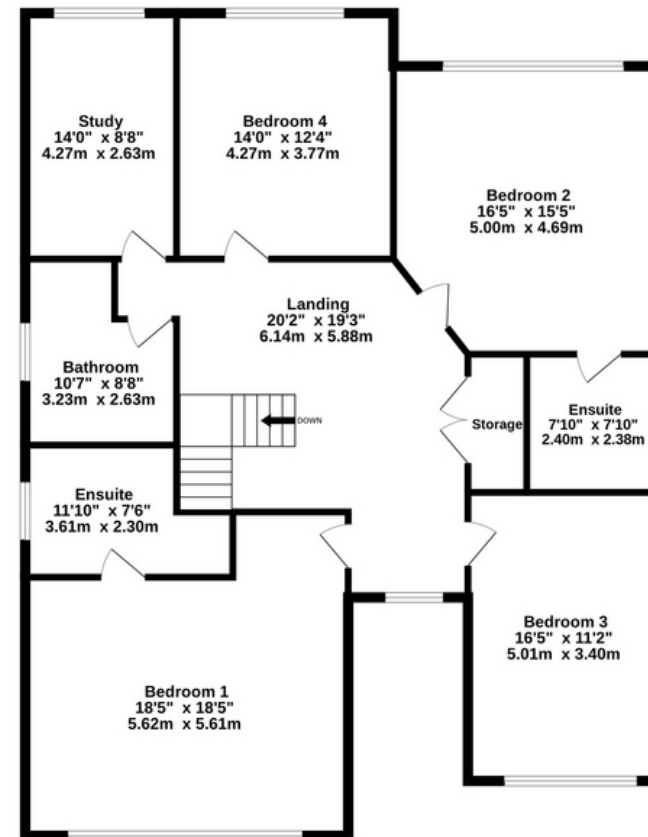 Study
14'0" x 8'8"
4.27m x 2.63m
Bedroom 4
14'0" x 12'4"
4.27m x 3.77m
Bedroom 2
16'5" x 15'5"
5.00m x 4.69m
Landing
20'2" x 19'3"
6.14m x 5.88m
Bathroom
10'7" x 8'8"
3.23m x 2.63m
DOWN
Storage
Ensuite
7'10" x 7'10"
2.40m x 2.38m
Ensuite
11'10" x 7'6"
3.61m x 2.30m
Bedroom 3
16'5" x 11'2"
5.01m x 3.40m
Bedroom 1
18'5" x 18'5"
5.62m x 5.61m